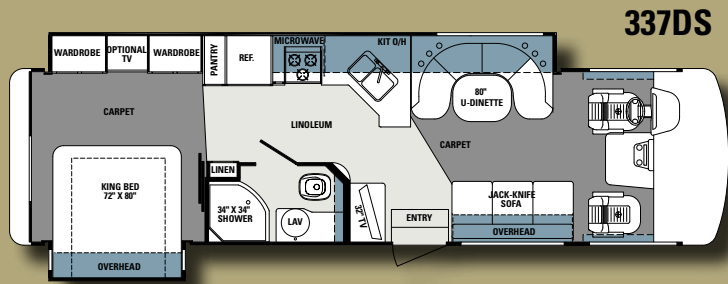 337DS
WARDROBE
OPTIONAL
TV
WARDROBE
PANTRY
REF.
MICROWAVE
KIT O/H
80"
U-DINETTE
CARPET
LINOLEUM
CARPET
LINEN
KING BED
72" X 80"
34" X 34"
SHOWER
LAV
32" TV
ENTRY
JACK-KNIFE
SOFA
OVERHEAD
OVERHEAD